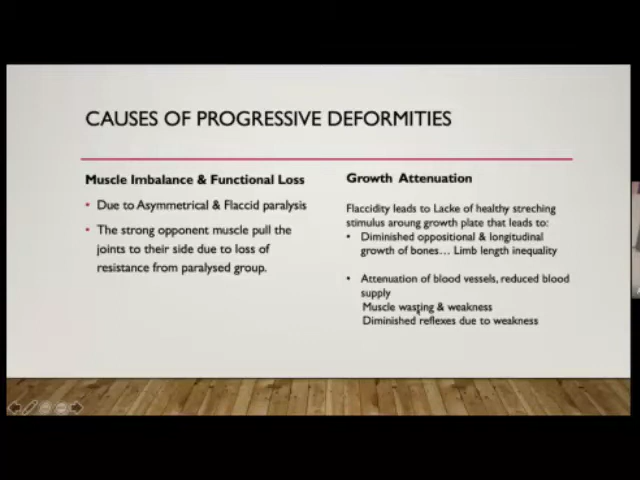 CAUSES OF PROGRESSIVE DEFORMITIES
Muscle Imbalance & Functional Loss
• Due to Asymmetrical & Flaccid paralysis
• The strong opponent muscle pull the
joints to their side due to loss of
resistance from paralysed group.
Growth Attenuation
Flaccidity leads to Lacke of healthy streching
stimulus aroung growth plate that leads to:
• Diminished oppositional & longitudinal
growth of bones... Limb length inequality
• Attenuation of blood vessels, reduced blood
supply
Muscle wasting & weakness
Diminished reflexes due to weakness